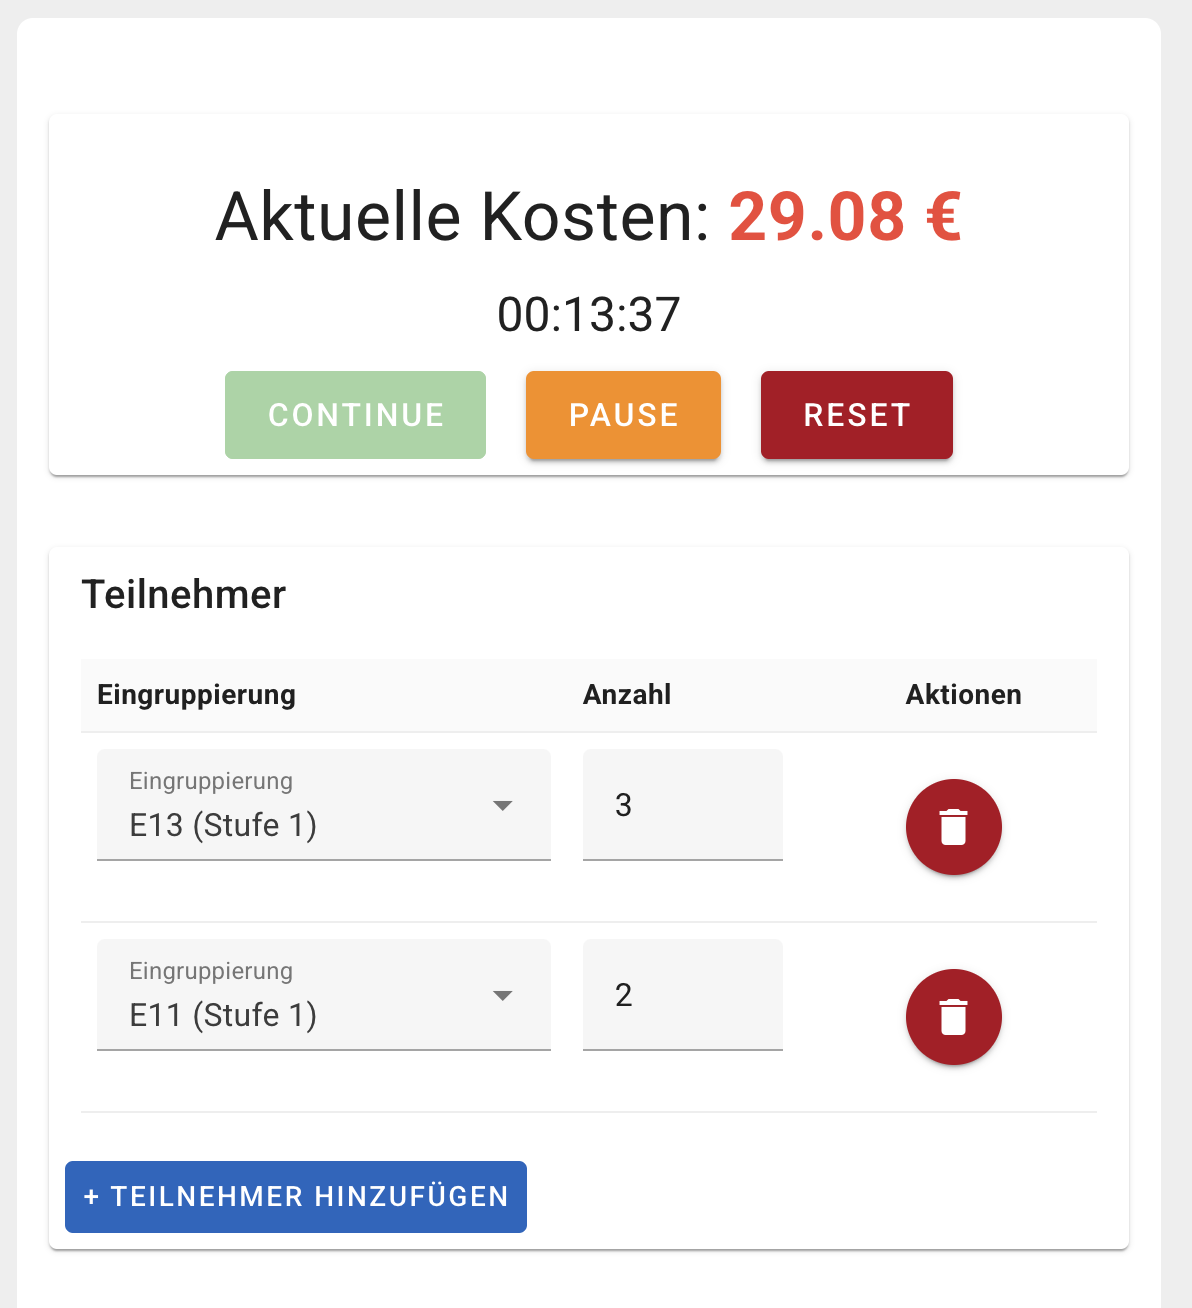 Aktuelle Kosten: 29.08 €
00:13:37
CONTINUE PAUSE RESET
Teilnehmer
Eingruppierung Anzahl Aktionen
Eingruppierung
E13 (Stufe 1) 3
Eingruppierung
E11 (Stufe 1) 2
+ TEILNEHMER HINZUFÜGEN